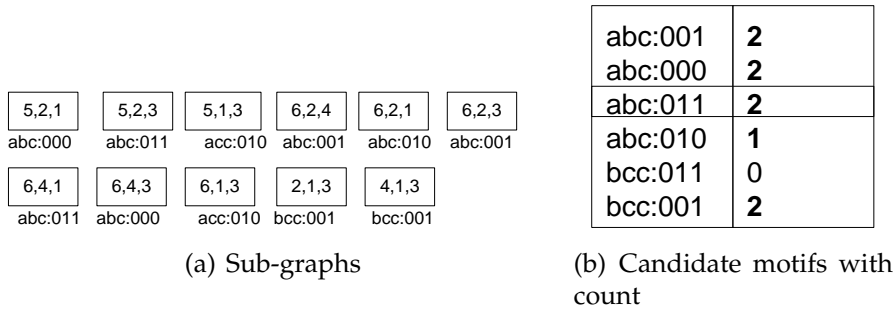 5,2,1 5,2,3 5,1,3 6,2,4 6,2,1 6,2,3
abc:000 abc:011 acc:010 abc:001 abc:010 abc:001
6,4,1 6,4,3 6,1,3 2,1,3 4,1,3
abc:011 abc:000 acc:010 bcc:001 bcc:001
(a) Sub-graphs
abc:001 2
abc:000 2
abc:011 2
abc:010 1
bcc:011 0
bcc:001 2
(b) Candidate motifs with
count